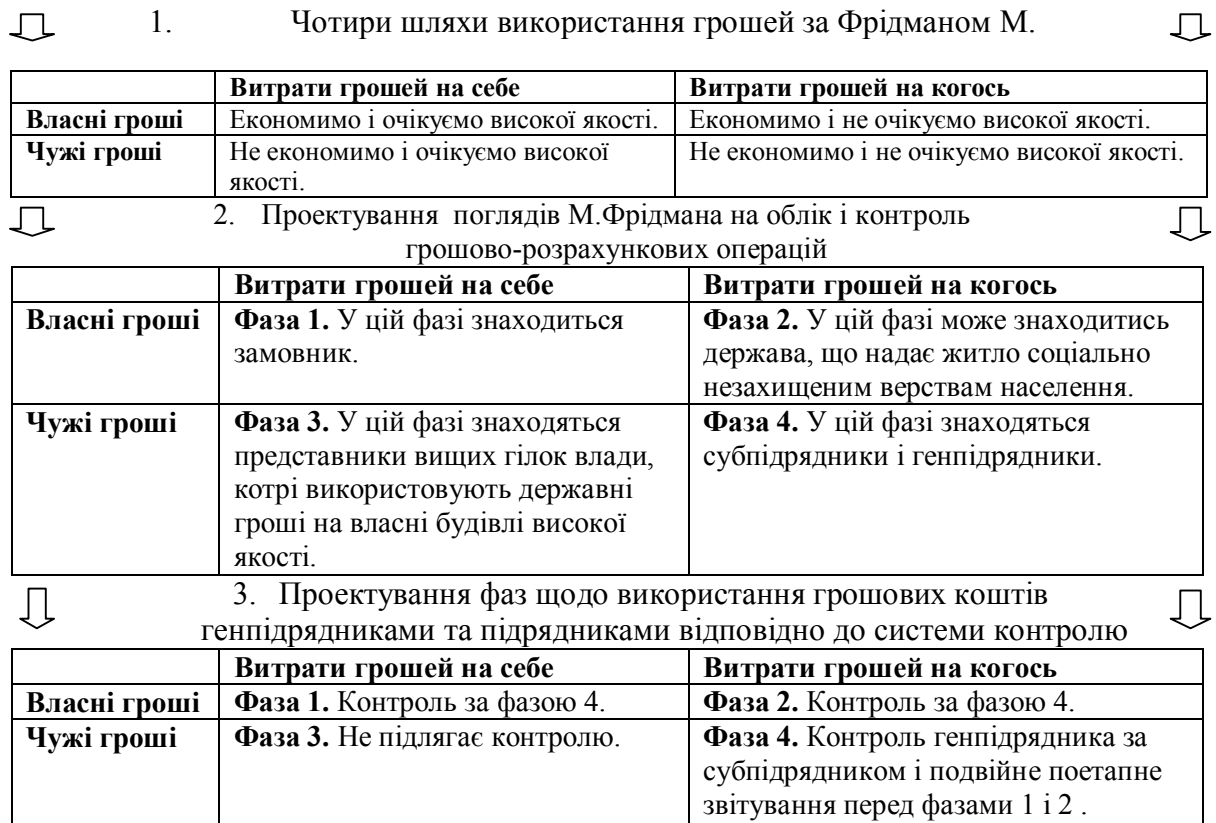 1. Чотири шляхи використання грошей за Фрідманом М.
Витрати грошей на себе Витрати грошей на когось
Власні гроші Економимо і очікуємо високої якості. Економимо і не очікуємо високої якості.
Чужі гроші Не економимо і очікуємо високої Не економимо і не очікуємо високої якості.
якості.
2. Проектування поглядів М.Фрідмана на облік і контроль
грошово-розрахункових операцій
Витрати грошей на себе Витрати грошей на когось
Власні гроші Фаза 1. У цій фазі знаходиться Фаза 2. У цій фазі може знаходитись
замовник. держава, що надає житло соціально
незахищеним верствам населення.
Чужі гроші Фаза 3. У цій фазі знаходяться Фаза 4. У цій фазі знаходяться
представники вищих гілок влади, субпідрядники і генпідрядники.
котрі використовують державні
гроші на власні будівлі високої
якості.
3. Проектування фаз щодо використання грошових коштів
генпідрядниками та підрядниками відповідно до системи контролю
Витрати грошей на себе Витрати грошей на когось
Власні гроші Фаза 1. Контроль за фазою 4. Фаза 2. Контроль за фазою 4.
Чужі гроші Фаза 3. Не підлягає контролю. Фаза 4. Контроль генпідрядника за
субпідрядником і подвійне поетапне
звітування перед фазами 1 і 2 .